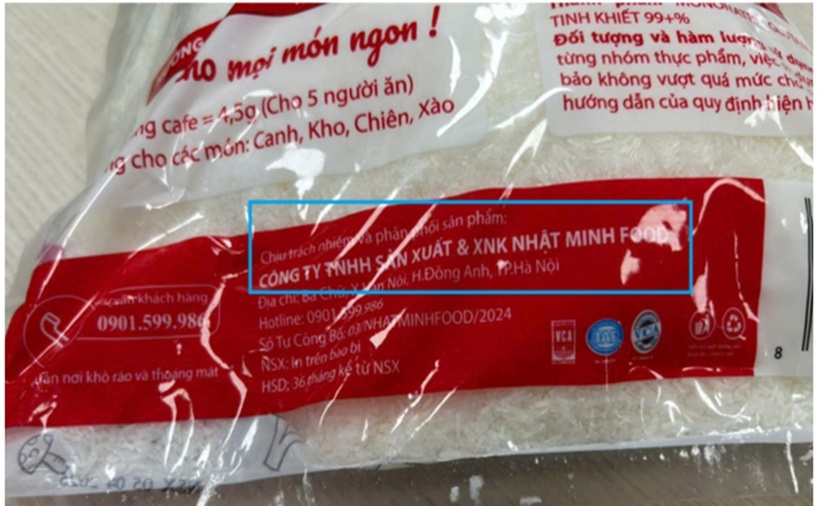 cho mọi món ngon !
ng cafe = 4,5g (Cho 5 người ăn)
ng cho các món: Canh, Kho, Chiên, Xào
TINH KHIẾT 99+%
Đối tượng và hàm lượng
từng nhóm thực phẩm, việc
bảo không vượt quá mức
hướng dẫn của quy định hiện
Chịu trách nhiệm và phân phối sản phẩm:
CÔNG TY TNHH SẢN XUẤT & XNK NHẬT MINH FOOD
Địa chỉ: Ba Chữ, X.Vân Nội, H.Đông Anh, TP.Hà Nội
Hotline: 0901.599.986
Số Tự Công Bố: 03/NHATMINHFOOD/2024
NSX: In trên bao bì
HSD: 36 tháng kể từ NSX
khách hàng
0901.599.986
nơi khô ráo và thoáng mát
VCA
8